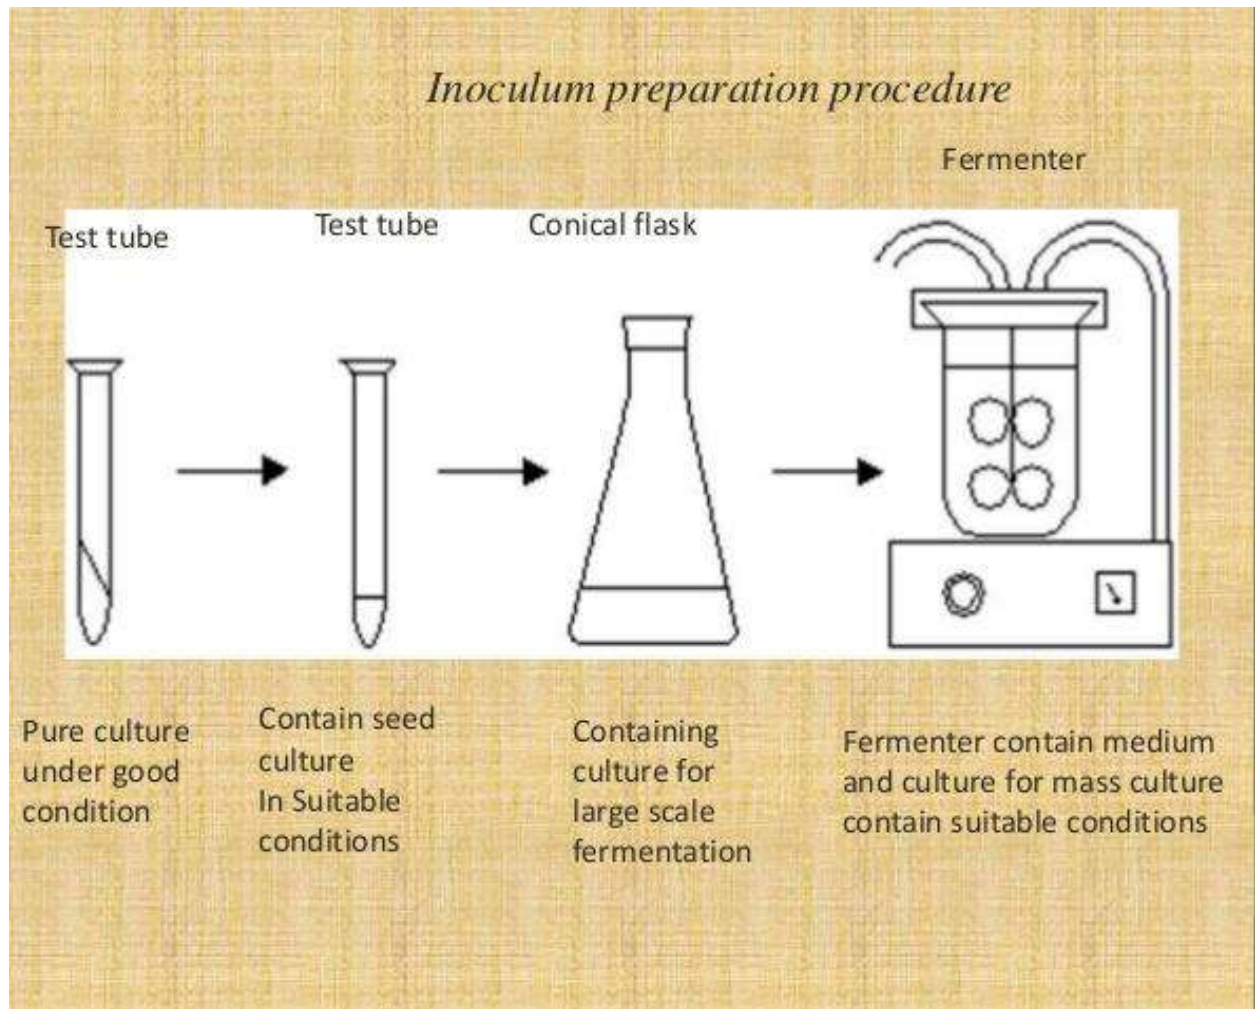 Inoculum preparation procedure
Fermenter
Test tube
Test tube
Conical flask
Pure culture
under good
condition
Contain seed
culture
In Suitable
conditions
Containing
culture for
large scale
fermentation
Fermenter contain medium
and culture for mass culture
contain suitable conditions